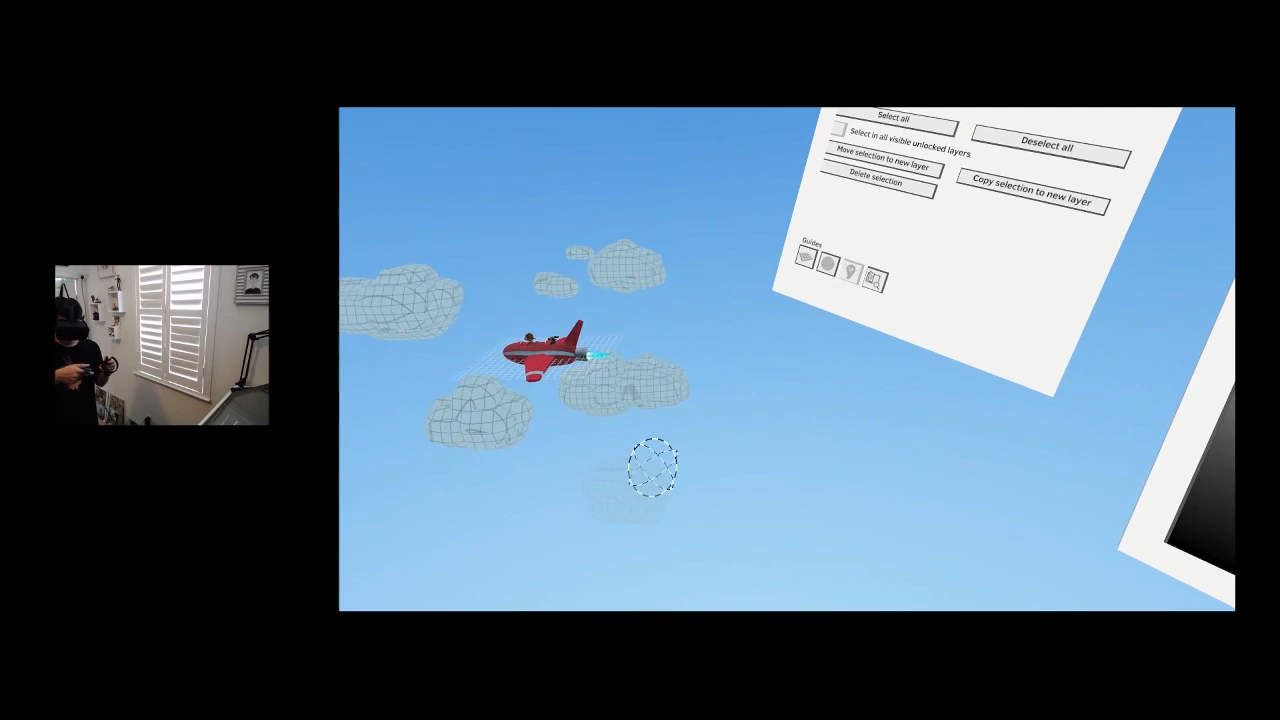 Select all
Deselect all
Select in all visible unlocked layers
Move selection to new layer
Copy selection to new layer
Delete selection
Guides